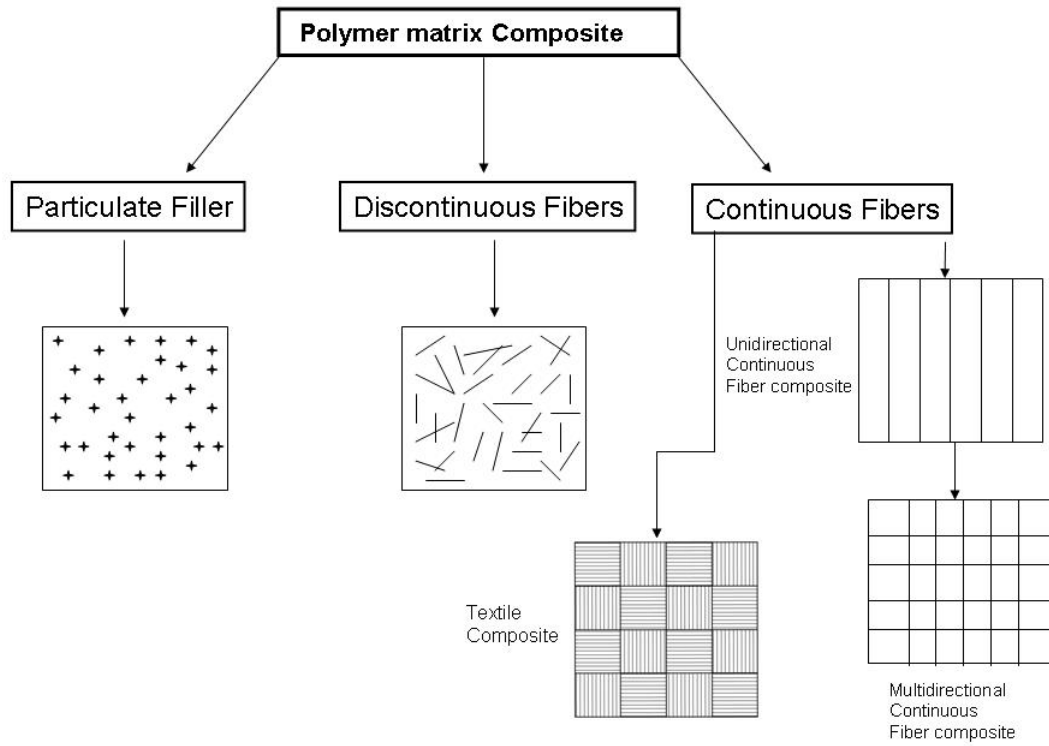 Polymer matrix Composite
Particulate Filler
Discontinuous Fibers
Continuous Fibers
Unidirectional
Continuous
Fiber composite
Textile
Composite
Multidirectional
Continuous
Fiber composite